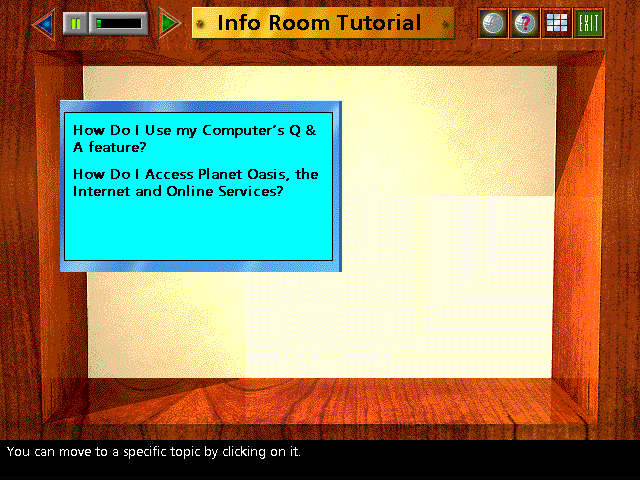 Info Room Tutorial
EXIT
How Do I Use my Computer's Q &
A feature?
How Do I Access Planet Oasis, the
Internet and Online Services?
You can move to a specific topic by clicking on it.